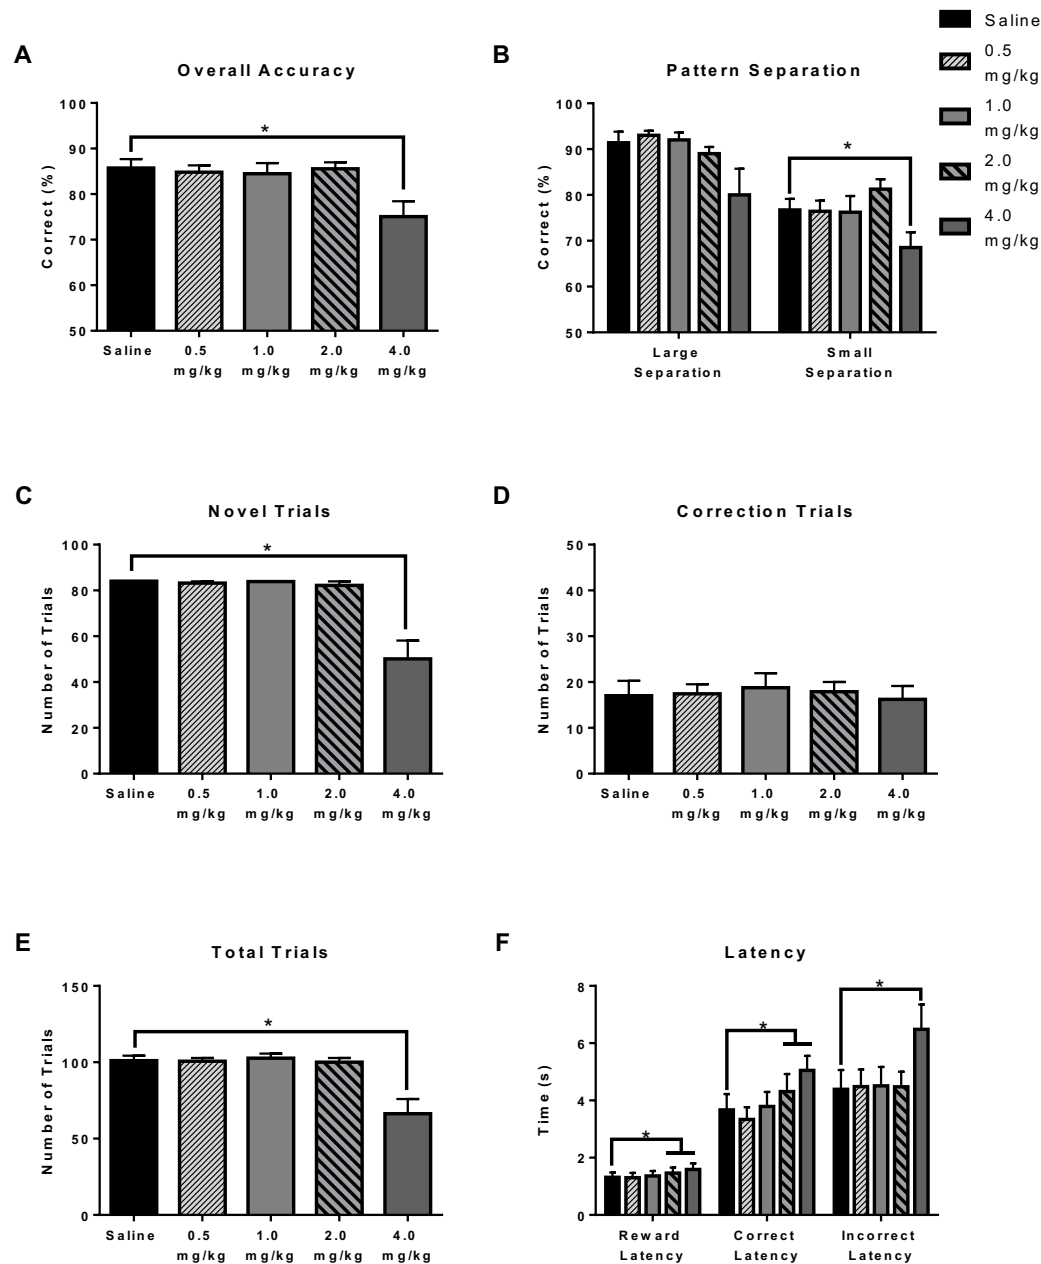 Saline
0.5
mg/kg
1.0
mg/kg
2.0
mg/kg
4.0
mg/kg
A
Overall Accuracy
Correct (%)
100
90
80
70
60
50
*
Saline 0.5 1.0 2.0 4.0
mg/kg mg/kg mg/kg mg/kg
B
Pattern Separation
Correct (%)
100
90
80
70
60
50
*
Large Small
Separation Separation
C
Novel Trials
Number of Trials
100
80
60
40
20
0
*
Saline 0.5 1.0 2.0 4.0
mg/kg mg/kg mg/kg mg/kg
D
Correction Trials
Number of Trials
50
40
30
20
10
0
Saline 0.5 1.0 2.0 4.0
mg/kg mg/kg mg/kg mg/kg
E
Total Trials
Number of Trials
150
100
50
0
*
Saline 0.5 1.0 2.0 4.0
mg/kg mg/kg mg/kg mg/kg
F
Latency
Time (s)
8
6
4
2
0
*
*
*
Reward Correct Incorrect
Latency Latency Latency